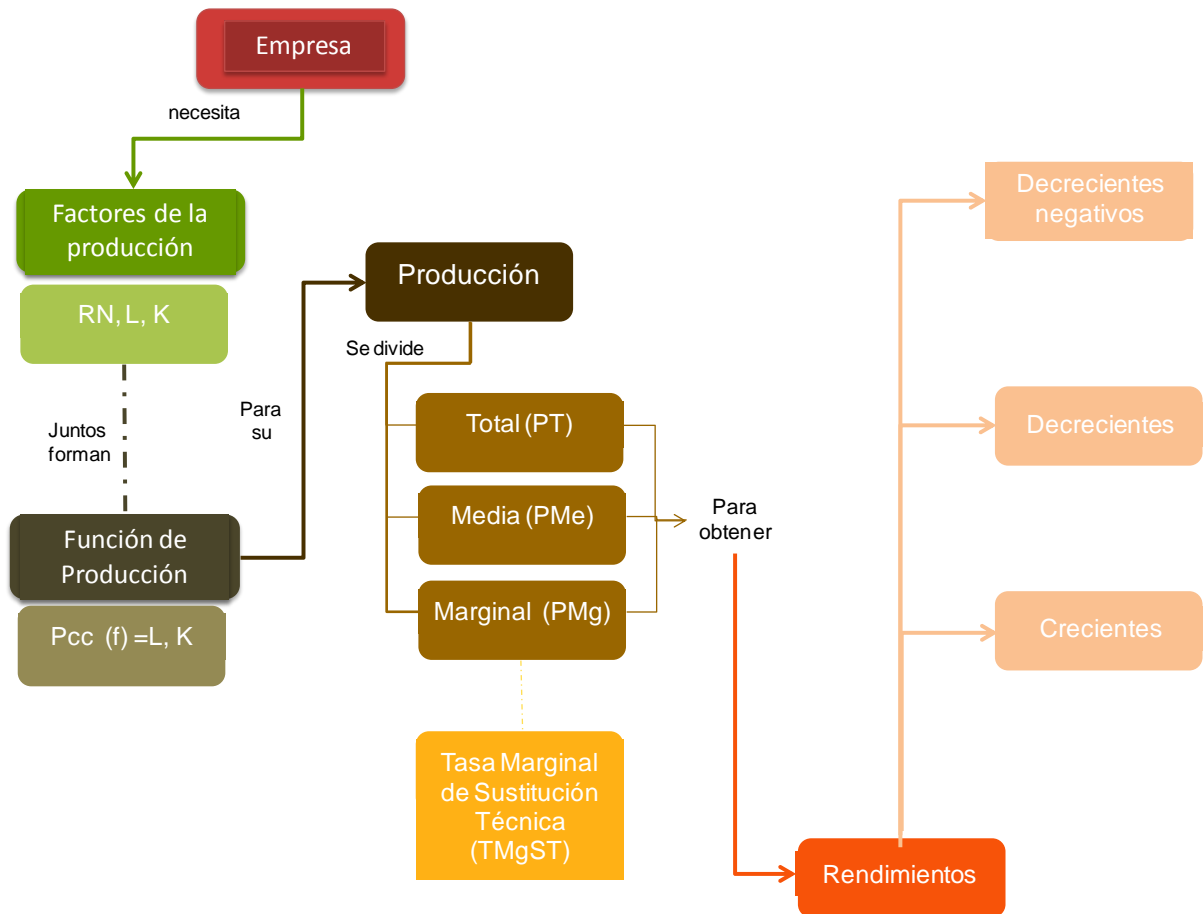 Empresa
necesita
Factores de la
producción
RN, L, K
Juntos
forman
Función de
Producción
Pcc (f) =L, K
Para
su
Producción
Se divide
Total (PT)
Media (PMe)
Marginal (PMg)
Tasa Marginal
de Sustitución
Técnica
(TMgST)
Para
obtener
Rendimientos
Decrecientes
negativos
Decrecientes
Crecientes